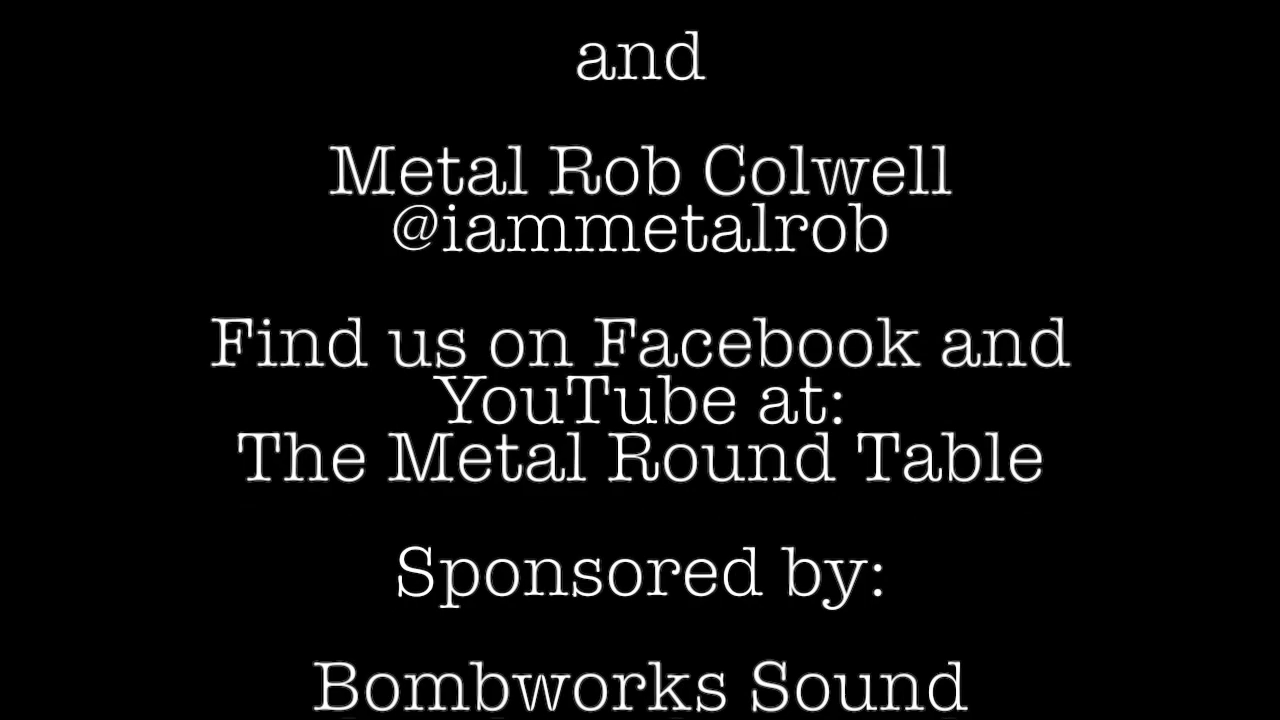 and
Metal Rob Colwell
@iammetalrob
Find us on Facebook and
YouTube at:
The Metal Round Table
Sponsored by:
Bombworks Sound